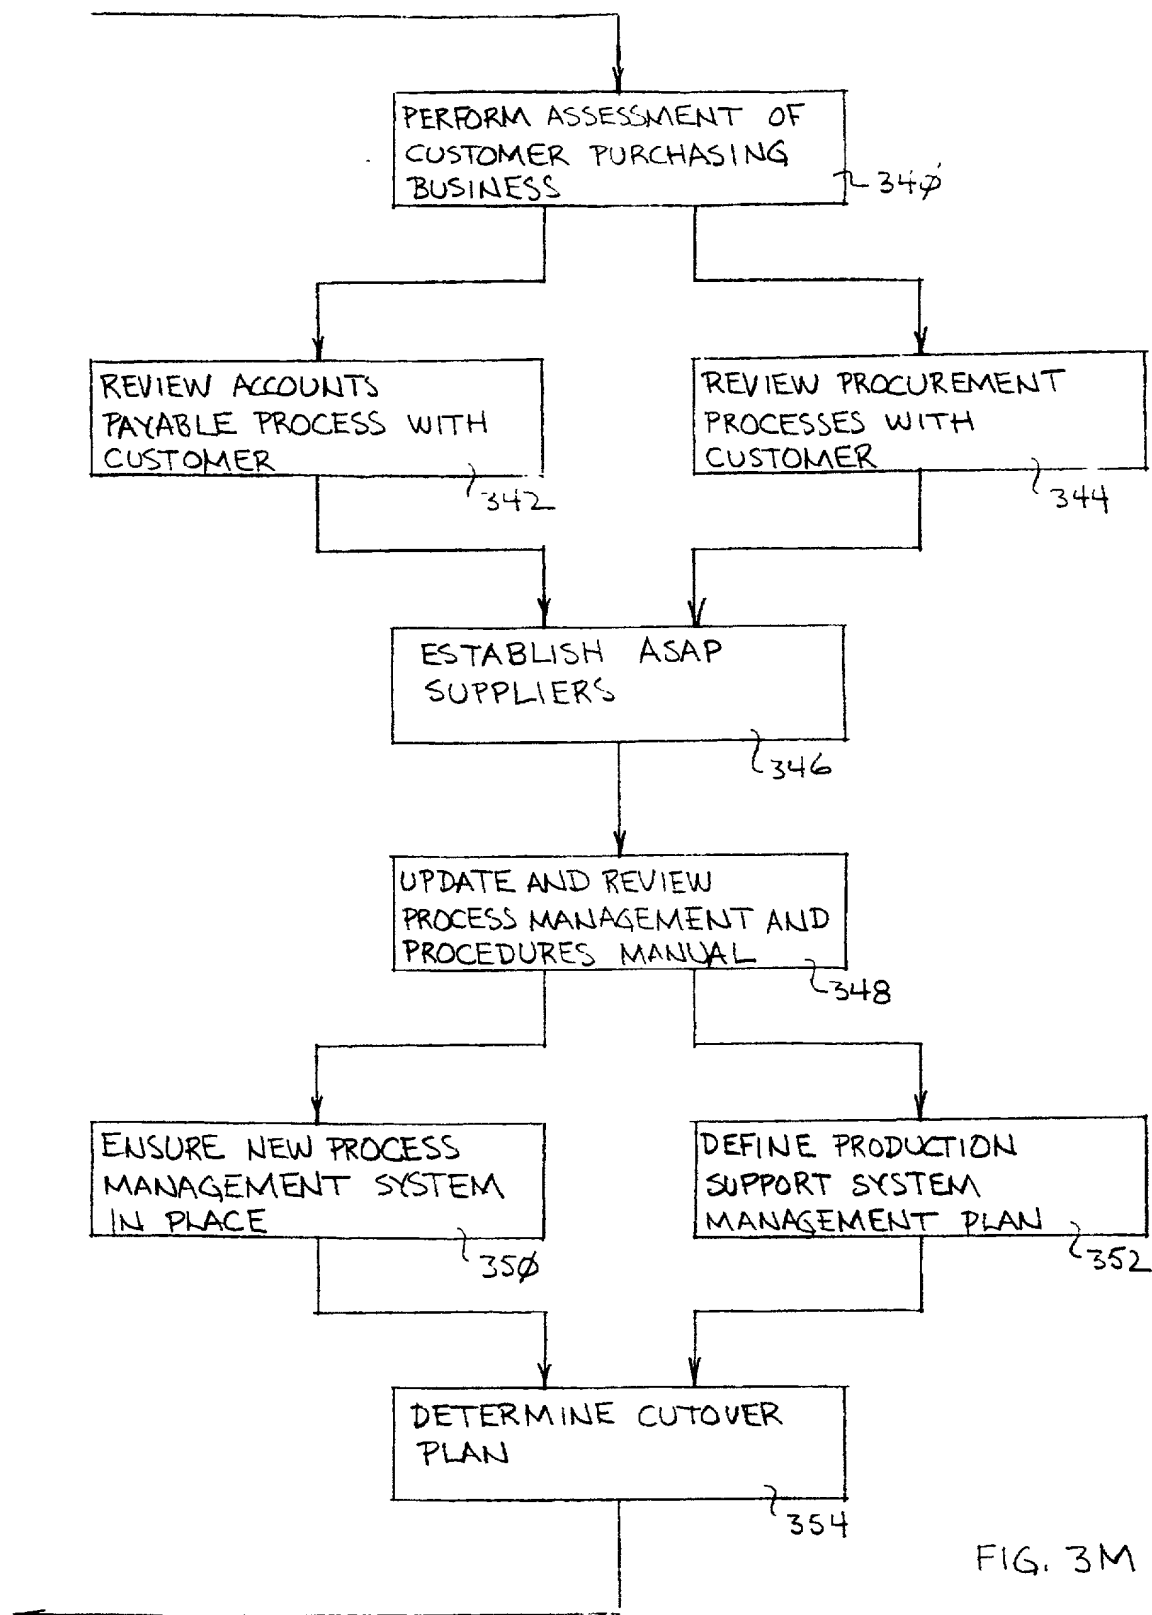 PERFORM ASSESSMENT OF
CUSTOMER PURCHASING
BUSINESS
340
REVIEW ACCOUNTS
PAYABLE PROCESS WITH
CUSTOMER
342
REVIEW PROCUREMENT
PROCESSES WITH
CUSTOMER
344
ESTABLISH ASAP
SUPPLIERS
346
UPDATE AND REVIEW
PROCESS MANAGEMENT AND
PROCEDURES MANUAL
348
ENSURE NEW PROCESS
MANAGEMENT SYSTEM
IN PLACE
350
DEFINE PRODUCTION
SUPPORT SYSTEM
MANAGEMENT PLAN
352
DETERMINE CUTOVER
PLAN
354
FIG. 3M